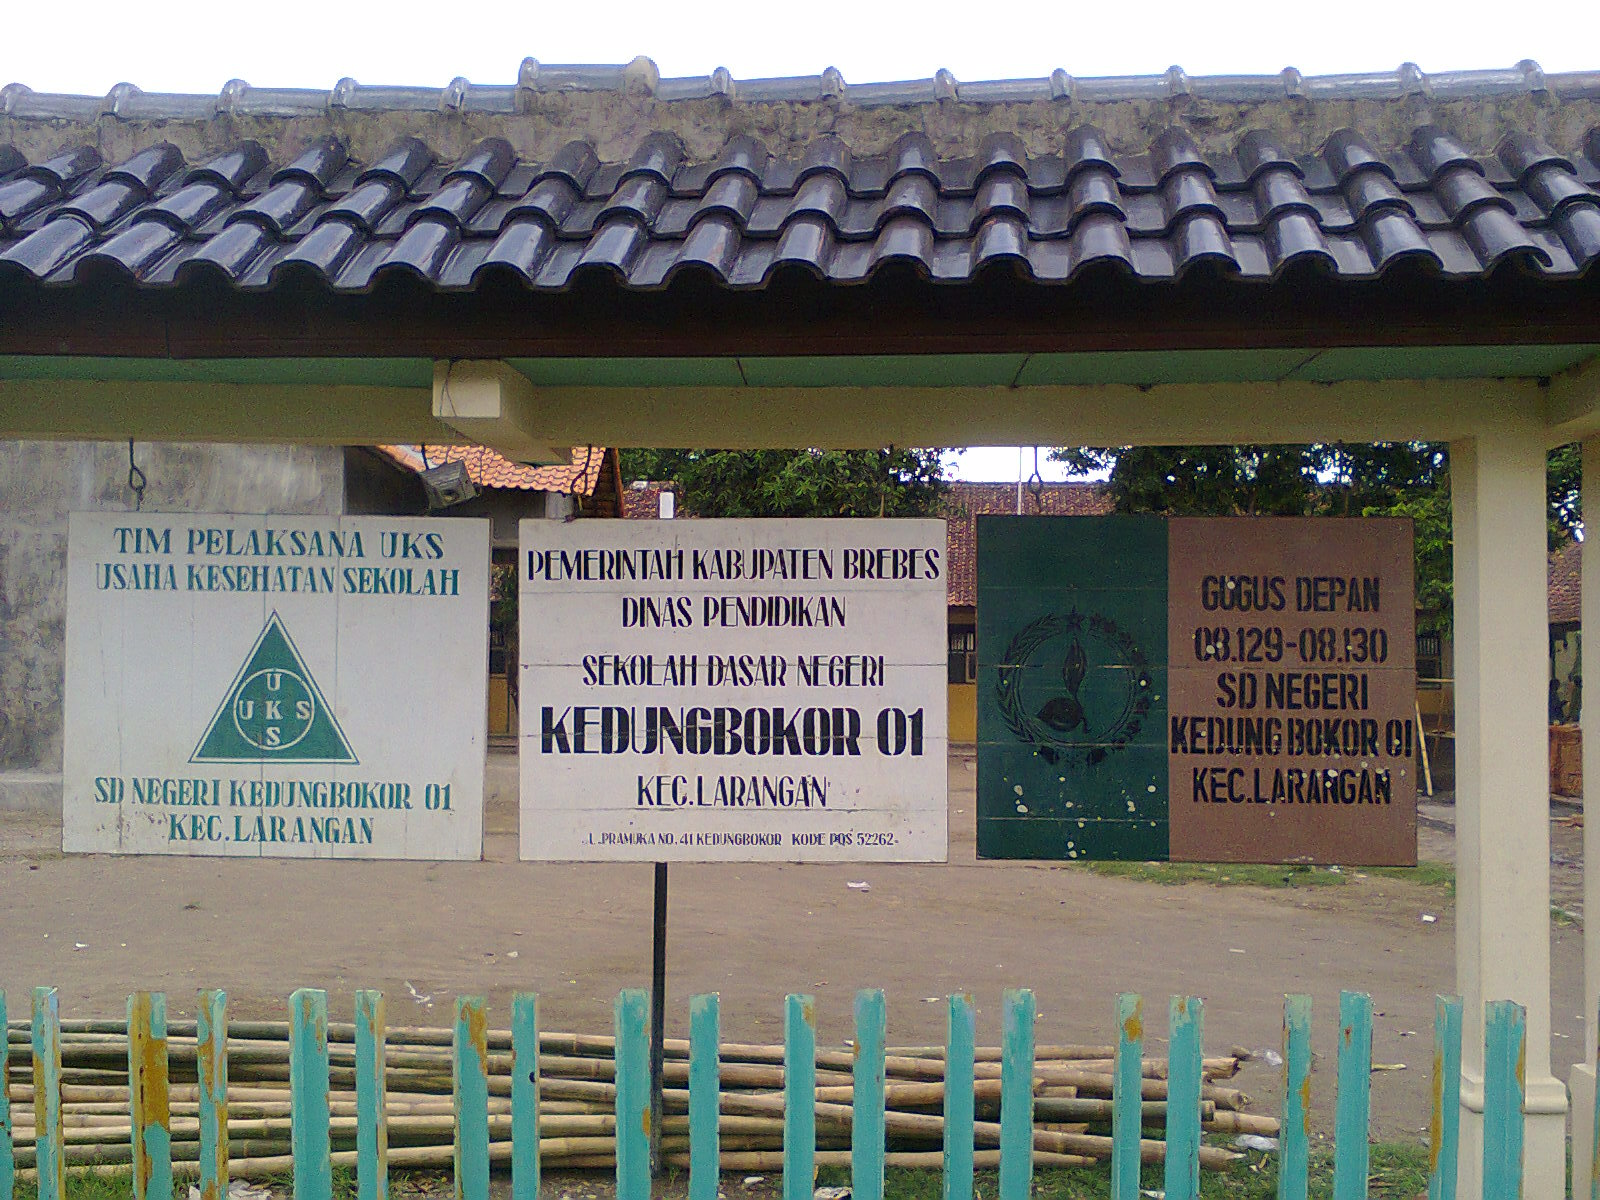 TIM PELAKSANA UKS
USAHA KESEHATAN SEKOLAH
U
U K S
S
SD NEGERI KEDUNGBOKOR 01
KEC. LARANGAN
PEMERINTAH KABUPATEN BREBES
DINAS PENDIDIKAN
SEKOLAH DASAR NEGERI
KEDUNGBOKOR 01
KEC. LARANGAN
JL. PRAMUKA NO. 41 KEDUNGBOKOR KODE POS 52262
GUGUS DEPAN
08.129-08.130
SD NEGERI
KEDUNG BOKOR 01
KEC. LARANGAN